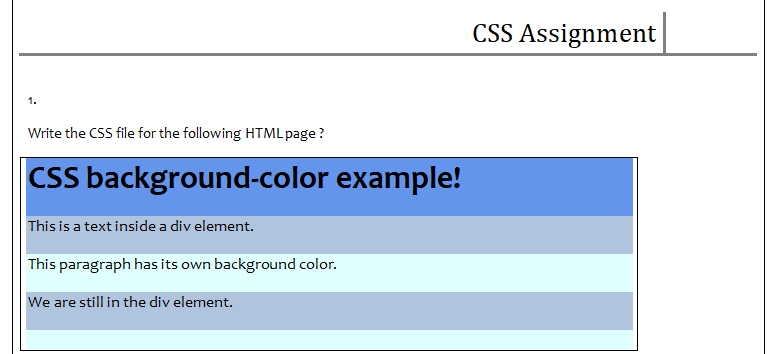 CSS Assignment
1.
Write the CSS file for the following HTML page ?
CSS background-color example!
This is a text inside a div element.
This paragraph has its own background color.
We are still in the div element.